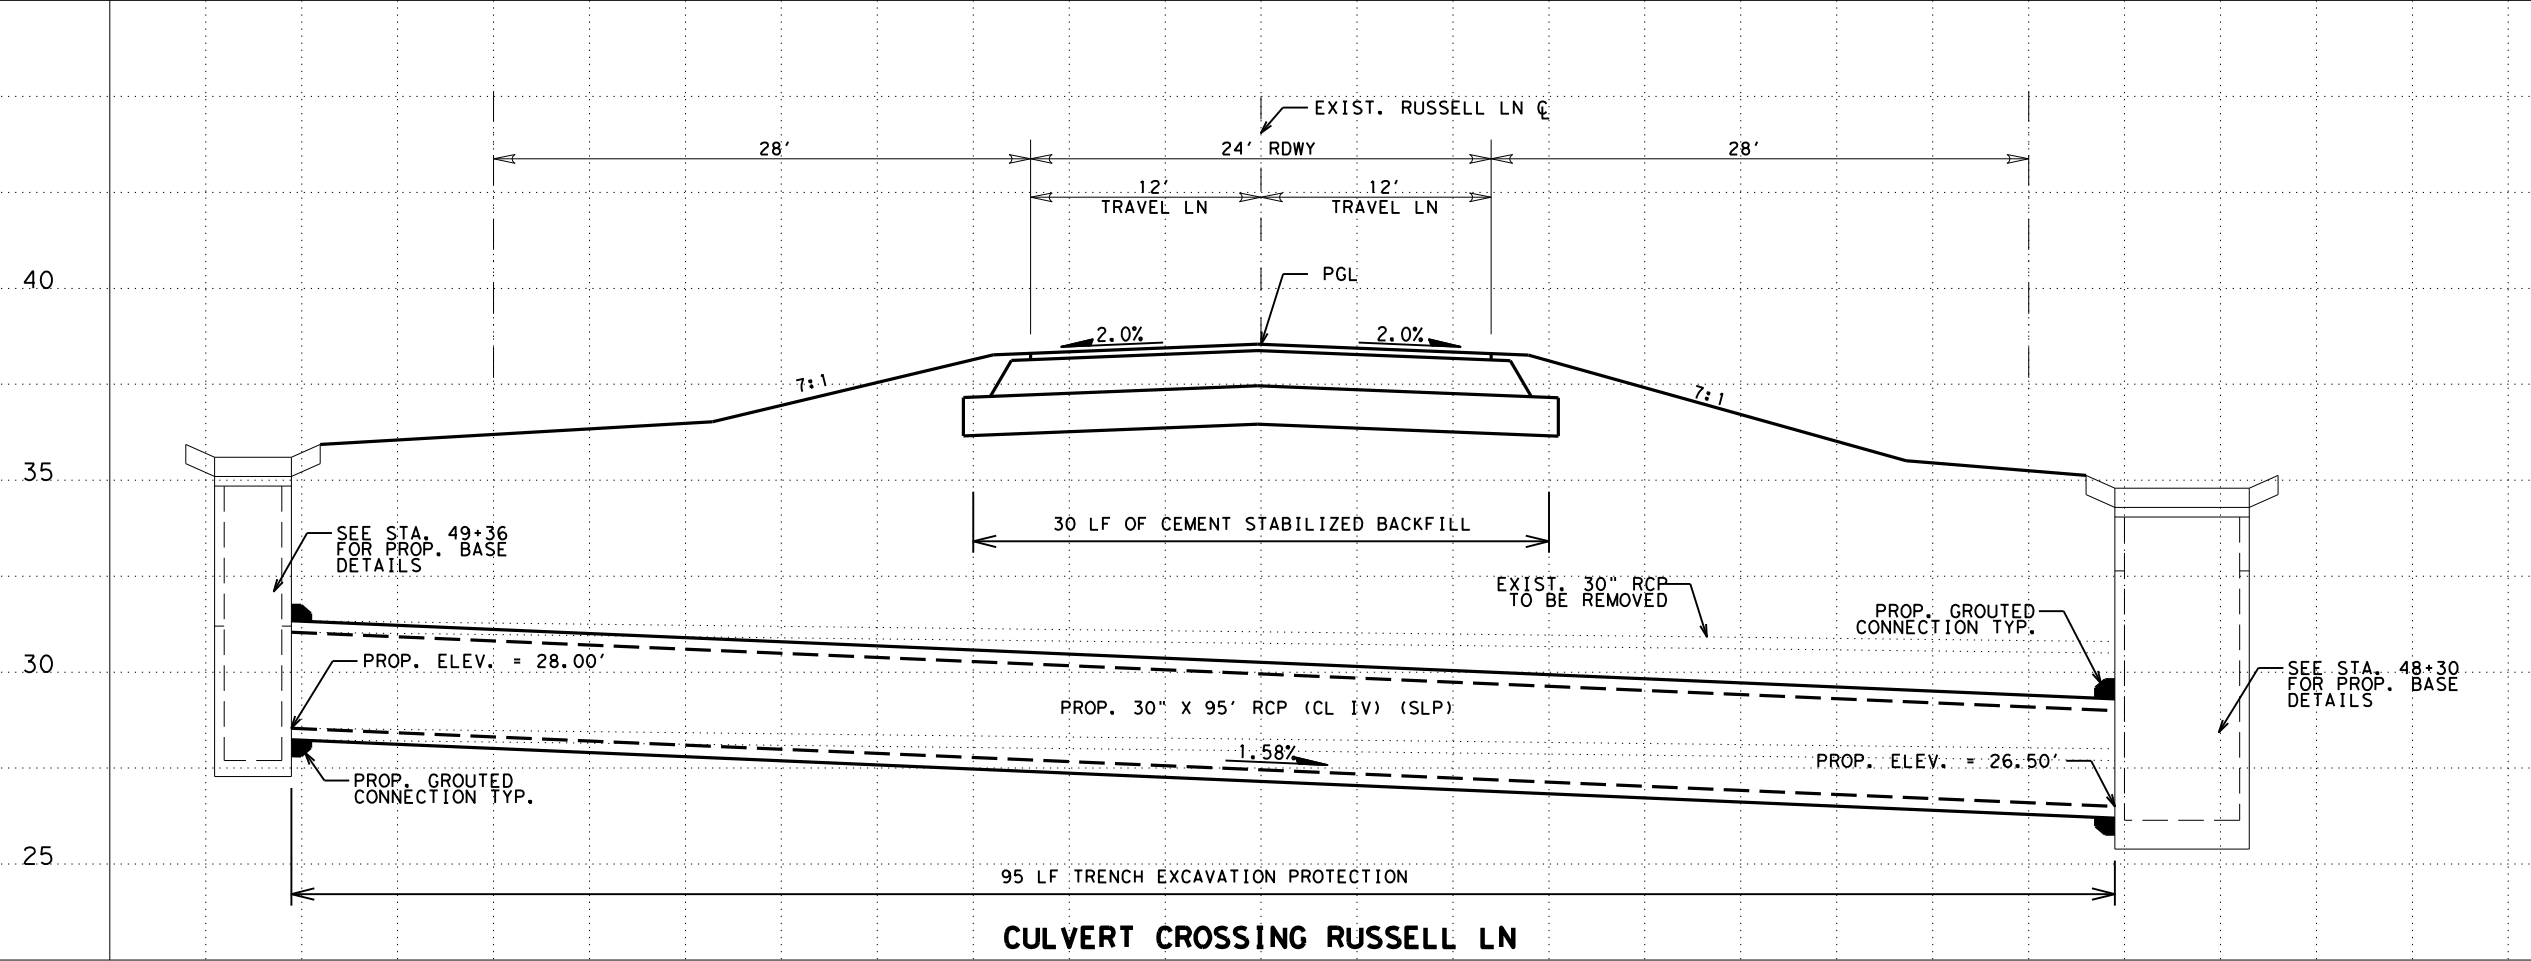 EXIST. RUSSELL LN ℄
28'
24' RDWY
28'
12'
TRAVEL LN
12'
TRAVEL LN
40
PGL
2.0%
2.0%
7:1
7:1
35
30 LF OF CEMENT STABILIZED BACKFILL
SEE STA. 49+36
FOR PROP. BASE
DETAILS
EXIST. 30" RCP
TO BE REMOVED
PROP. GROUTED
CONNECTION TYP.
30
PROP. ELEV. = 28.00'
SEE STA. 48+30
FOR PROP. BASE
DETAILS
PROP. 30" X 95' RCP (CL IV) (SLP)
1.58%
PROP. ELEV. = 26.50'
PROP. GROUTED
CONNECTION TYP.
25
95 LF TRENCH EXCAVATION PROTECTION
CULVERT CROSSING RUSSELL LN